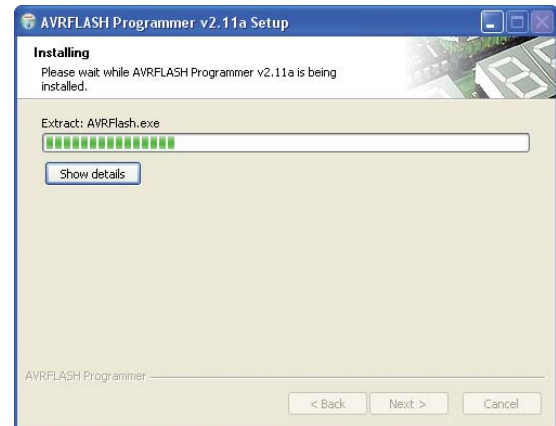 AVRFLASH Programmer v2.11a Setup
Installing
Please wait while AVRFLASH Programmer v2.11a is being
installed.
Extract: AVRFlash.exe
Show details
AVRFLASH Programmer
< Back
Next >
Cancel